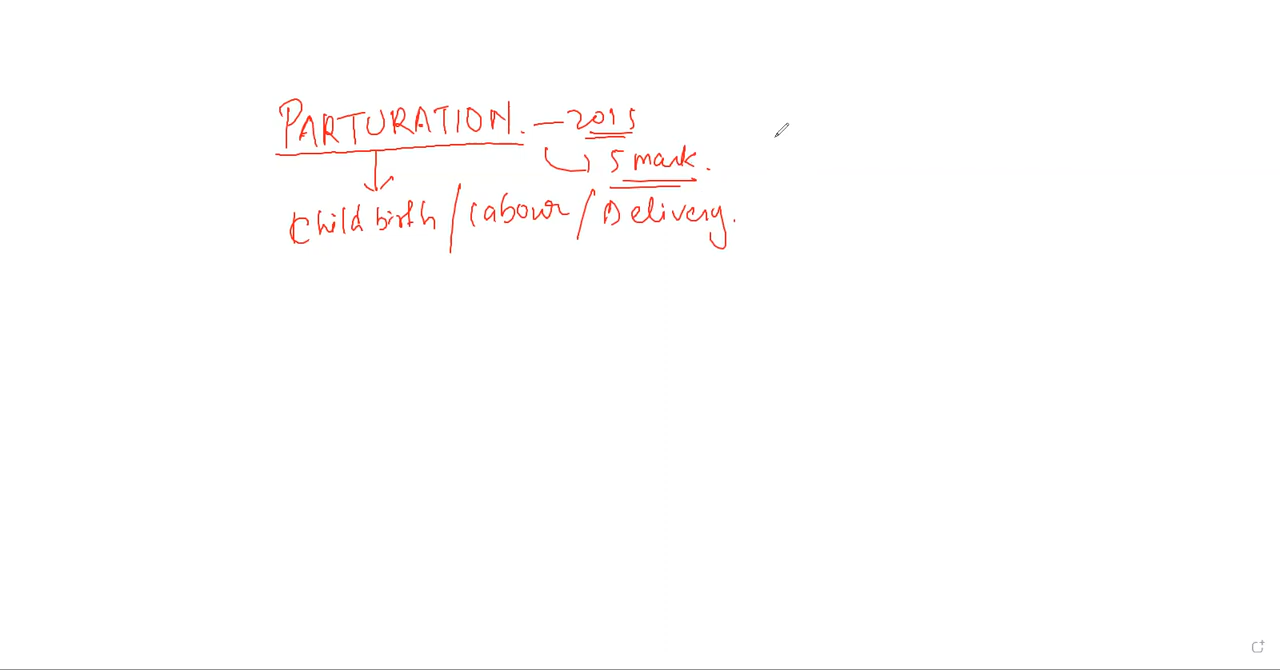 PARTURATION. — 2015
5 mark.
Child birth / Labour / Delivery.